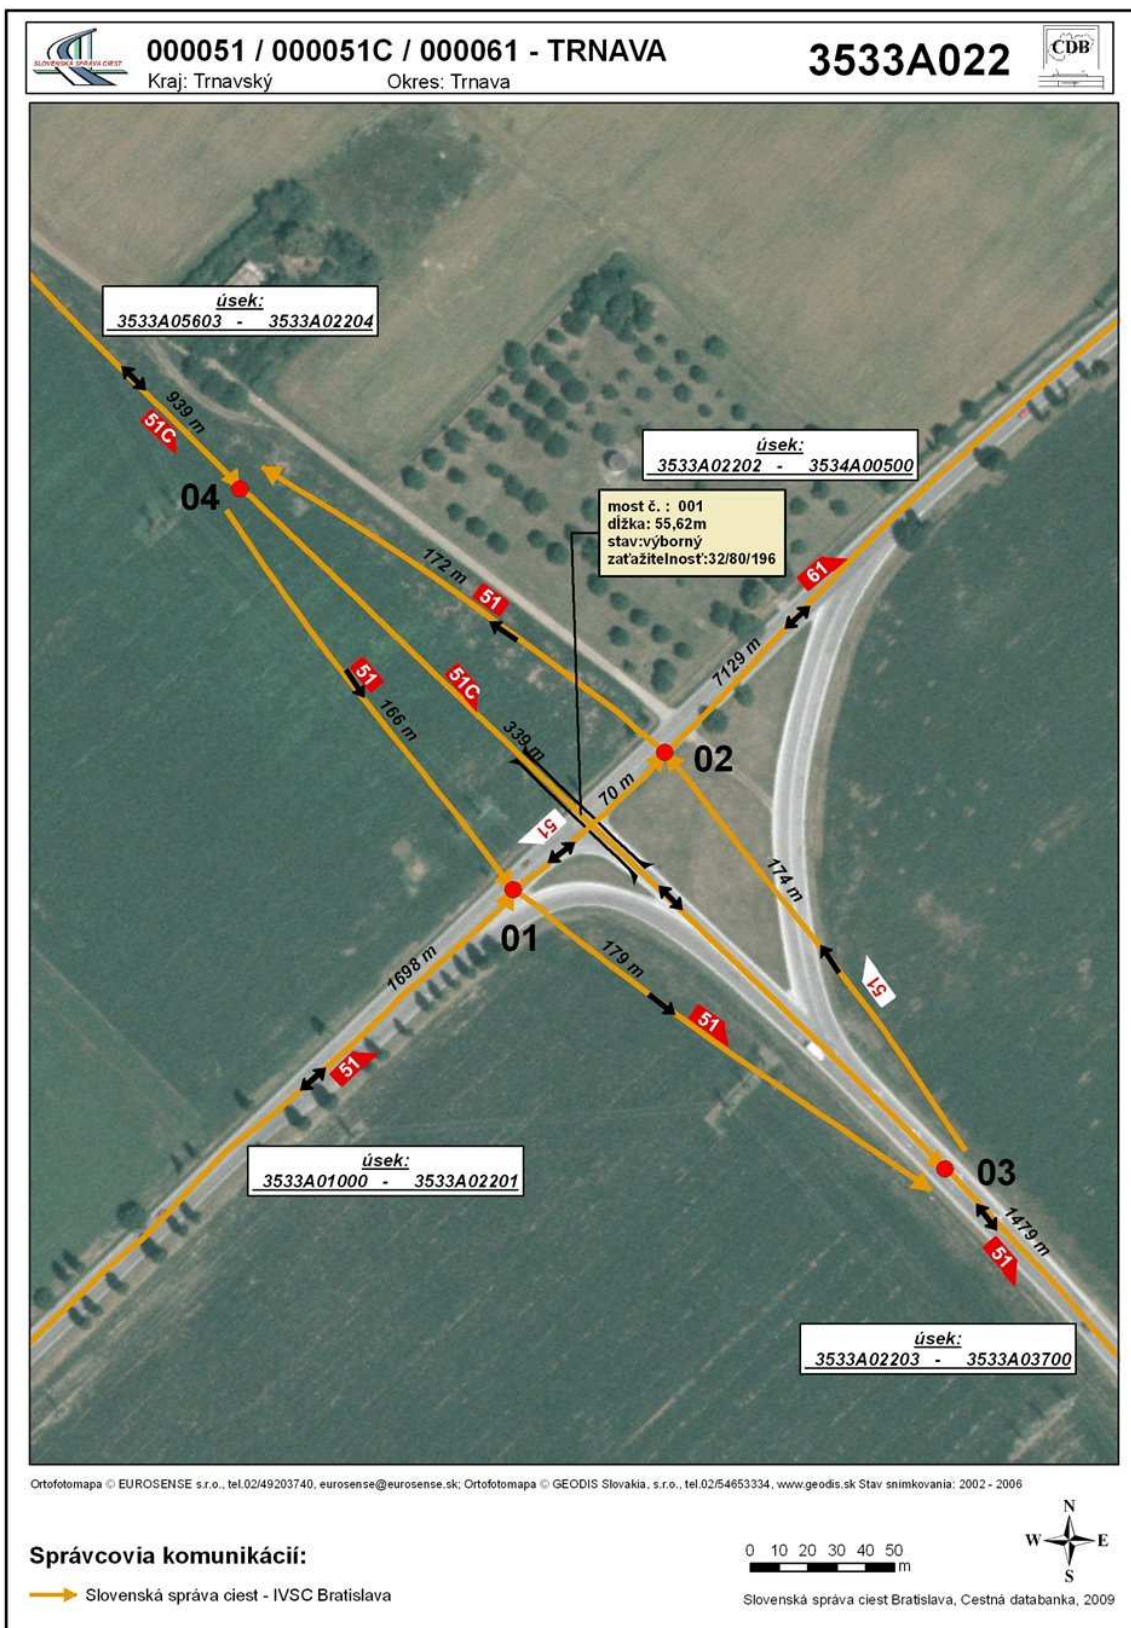 SLOVENSKÁ SPRÁVA CIEST
000051 / 000051C / 000061 - TRNAVA
Kraj: Trnavský Okres: Trnava
3533A022
CDB
úsek:
3533A05603 - 3533A02204
939 m
51C
04
úsek:
3533A02202 - 3534A00500
most č. : 001
dĺžka: 55,62m
stav:výborný
zaťažitelnosť:32/80/196
172 m
51
61
7129 m
51
166 m
51C
339 m
70 m
02
51
174 m
01
1698 m
179 m
51
51
51
úsek:
3533A01000 - 3533A02201
03
1479 m
51
úsek:
3533A02203 - 3533A03700
Ortofotomapa © EUROSENSE s.r.o., tel.02/49203740, eurosense@eurosense.sk; Ortofotomapa © GEODIS Slovakia, s.r.o., tel.02/54653334, www.geodis.sk Stav snímkovania: 2002 - 2006
Správcovia komunikácií:
Slovenská správa ciest - IVSC Bratislava
0 10 20 30 40 50
m
N
W E
S
Slovenská správa ciest Bratislava, Cestná databanka, 2009